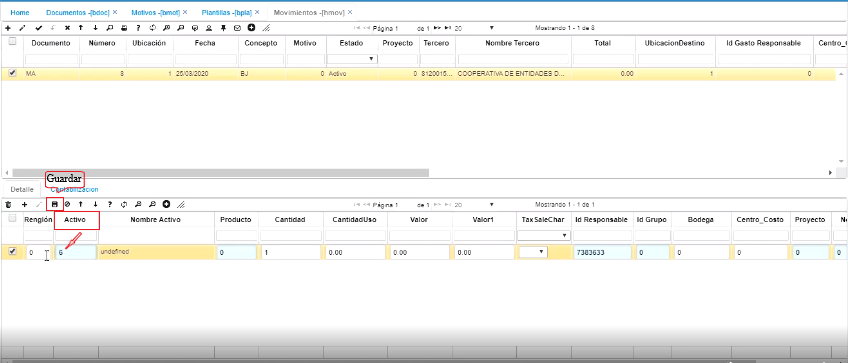 Home Documentos -[bdoc] × Motivos -[bmot] × Plantillas -[bpla] × Movimientos -[hmov] ×
Página 1 de 1 20 Mostrando 1 - 1 de 8
Documento Número Ubicación Fecha Concepto Motivo Estado Proyecto Tercero Nombre Tercero Total UbicacionDestino Id Gasto Responsable
MA 8 1 25/03/2020 BJ 0 Activo 0 8120015... COOPERATIVA DE ENTIDADES D... 0.00 1 0
Guardar
Detalle Contabilizacion
Página 1 de 1 20 Mostrando 1 - 1 de 1
Renglón Activo Nombre Activo Producto Cantidad CantidadUso Valor Valor1 TaxSaleChar Id Responsable Id Grupo Bodega Centro_Costo Proyecto
0 6 undefined 0 1 0.00 0.00 0.00 7383633 0 0 0 0 0